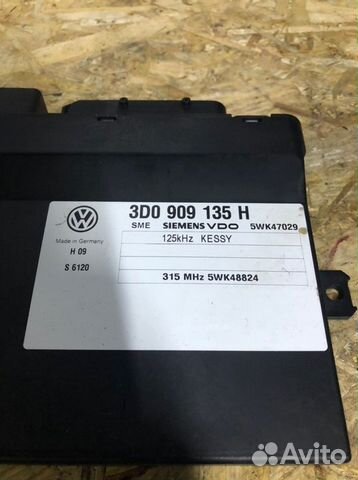 3D0 909 135 H
SME SIEMENS VDO 5WK47029
Made in Germany
125kHz KESSY
H 09
S 6120
315 MHz 5WK48824
Avito